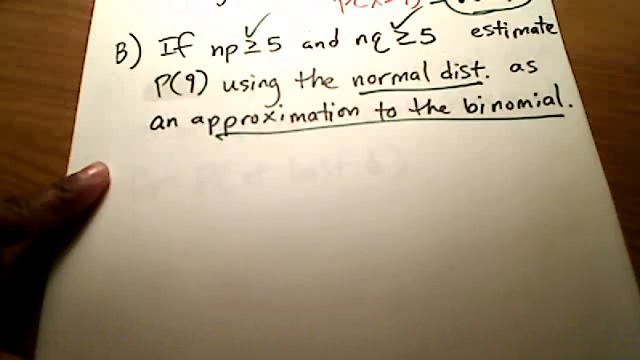 B) If np ≥ 5 and nq ≥ 5 estimate
P(9) using the normal dist. as
an approximation to the binomial.